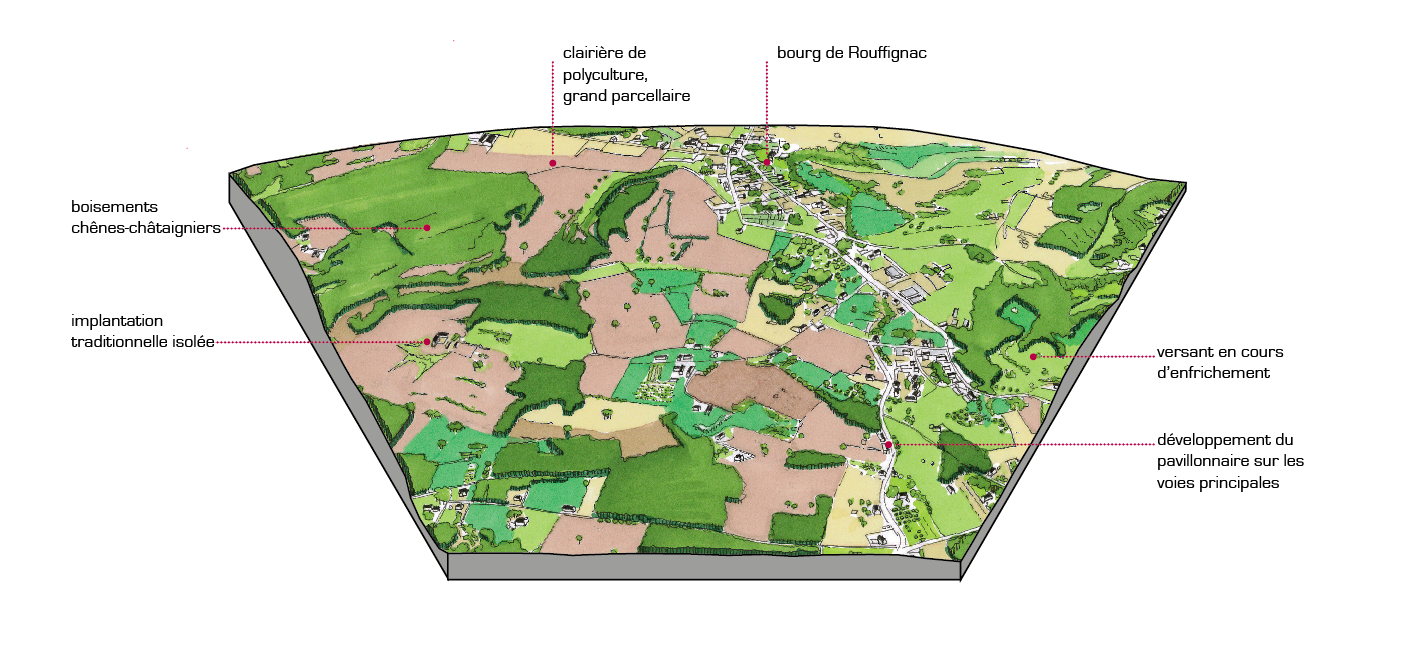 clairière de
polyculture,
grand parcellaire
bourg de Rouffignac
boisements
chênes-châtaigniers
implantation
traditionnelle isolée
versant en cours
d'enfrichement
développement du
pavillonnaire sur les
voies principales